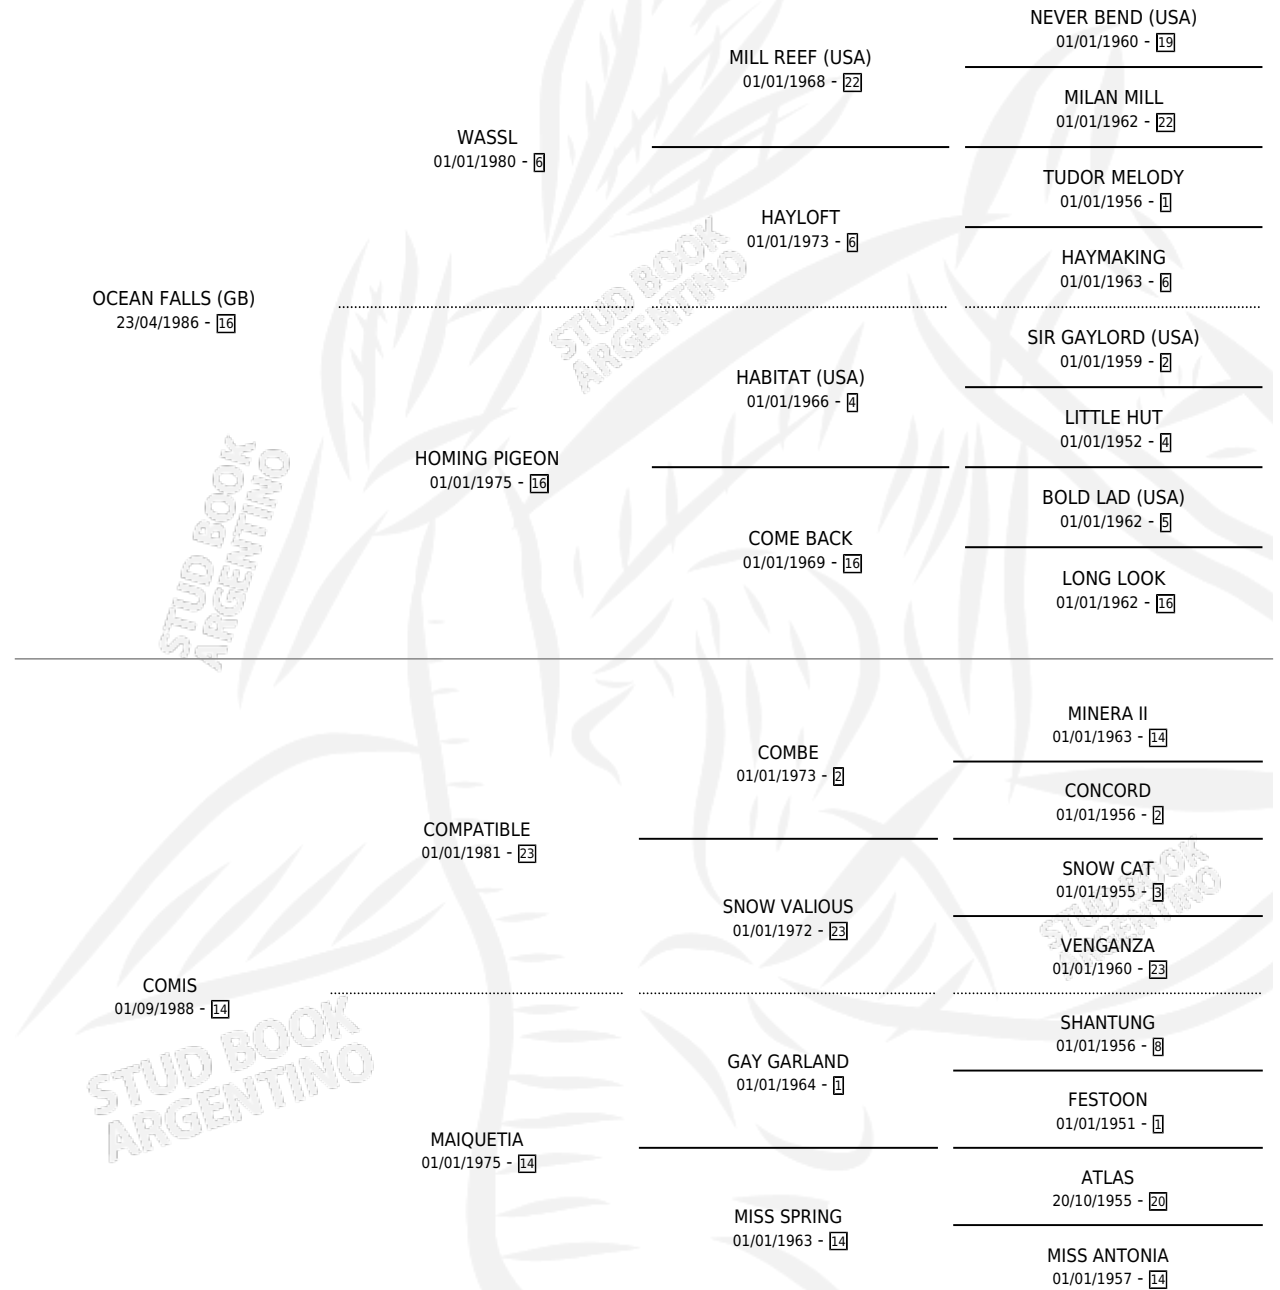 NEVER BEND (USA)
01/01/1960 - 19
MILL REEF (USA)
01/01/1968 - 22
MILAN MILL
01/01/1962 - 22
WASSL
01/01/1980 - 6
TUDOR MELODY
01/01/1956 - 1
HAYLOFT
01/01/1973 - 6
HAYMAKING
01/01/1963 - 6
OCEAN FALLS (GB)
23/04/1986 - 16
STUD BOOK
ARGENTINO
SIR GAYLORD (USA)
01/01/1959 - 2
HABITAT (USA)
01/01/1966 - 4
LITTLE HUT
01/01/1952 - 4
HOMING PIGEON
01/01/1975 - 16
BOLD LAD (USA)
01/01/1962 - 5
COME BACK
01/01/1969 - 16
LONG LOOK
01/01/1962 - 16
STUD BOOK
ARGENTINO
MINERA II
01/01/1963 - 14
COMBE
01/01/1973 - 2
CONCORD
01/01/1956 - 2
COMPATIBLE
01/01/1981 - 23
SNOW CAT
01/01/1955 - 3
SNOW VALIOUS
01/01/1972 - 23
VENGANZA
01/01/1960 - 23
STUD BOOK
ARGENTINO
COMIS
01/09/1988 - 14
STUD BOOK
ARGENTINO
SHANTUNG
01/01/1956 - 8
GAY GARLAND
01/01/1964 - 1
FESTOON
01/01/1951 - 1
MAIQUETIA
01/01/1975 - 14
ATLAS
20/10/1955 - 20
MISS SPRING
01/01/1963 - 14
MISS ANTONIA
01/01/1957 - 14